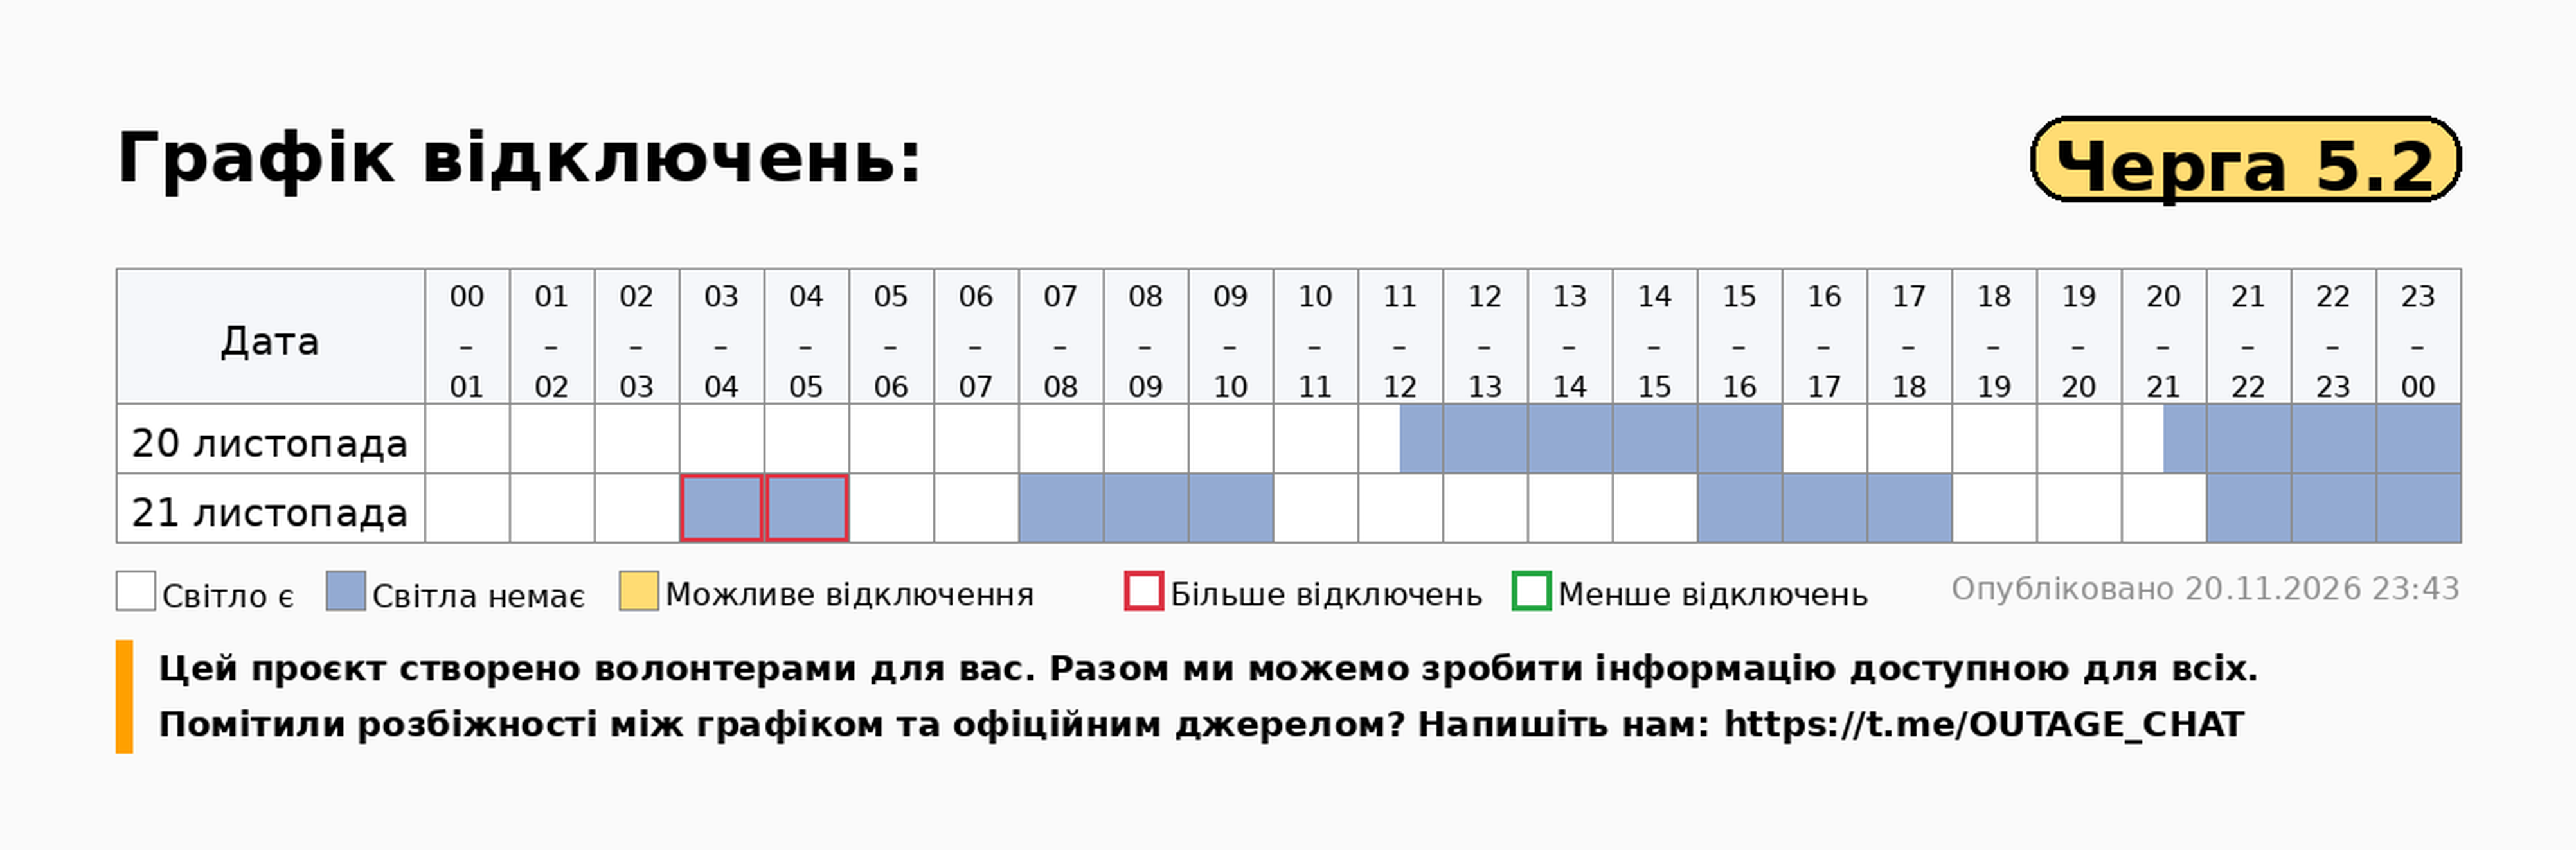 Графік відключень:
Черга 5.2
Дата
00 – 01
01 – 02
02 – 03
03 – 04
04 – 05
05 – 06
06 – 07
07 – 08
08 – 09
09 – 10
10 – 11
11 – 12
12 – 13
13 – 14
14 – 15
15 – 16
16 – 17
17 – 18
18 – 19
19 – 20
20 – 21
21 – 22
22 – 23
23 – 00
20 листопада
21 листопада
Світло є
Світла немає
Можливе відключення
Більше відключень
Менше відключень
Опубліковано 20.11.2026 23:43
Цей проєкт створено волонтерами для вас. Разом ми можемо зробити інформацію доступною для всіх.
Помітили розбіжності між графіком та офіційним джерелом? Напишіть нам: https://t.me/OUTAGE_CHAT